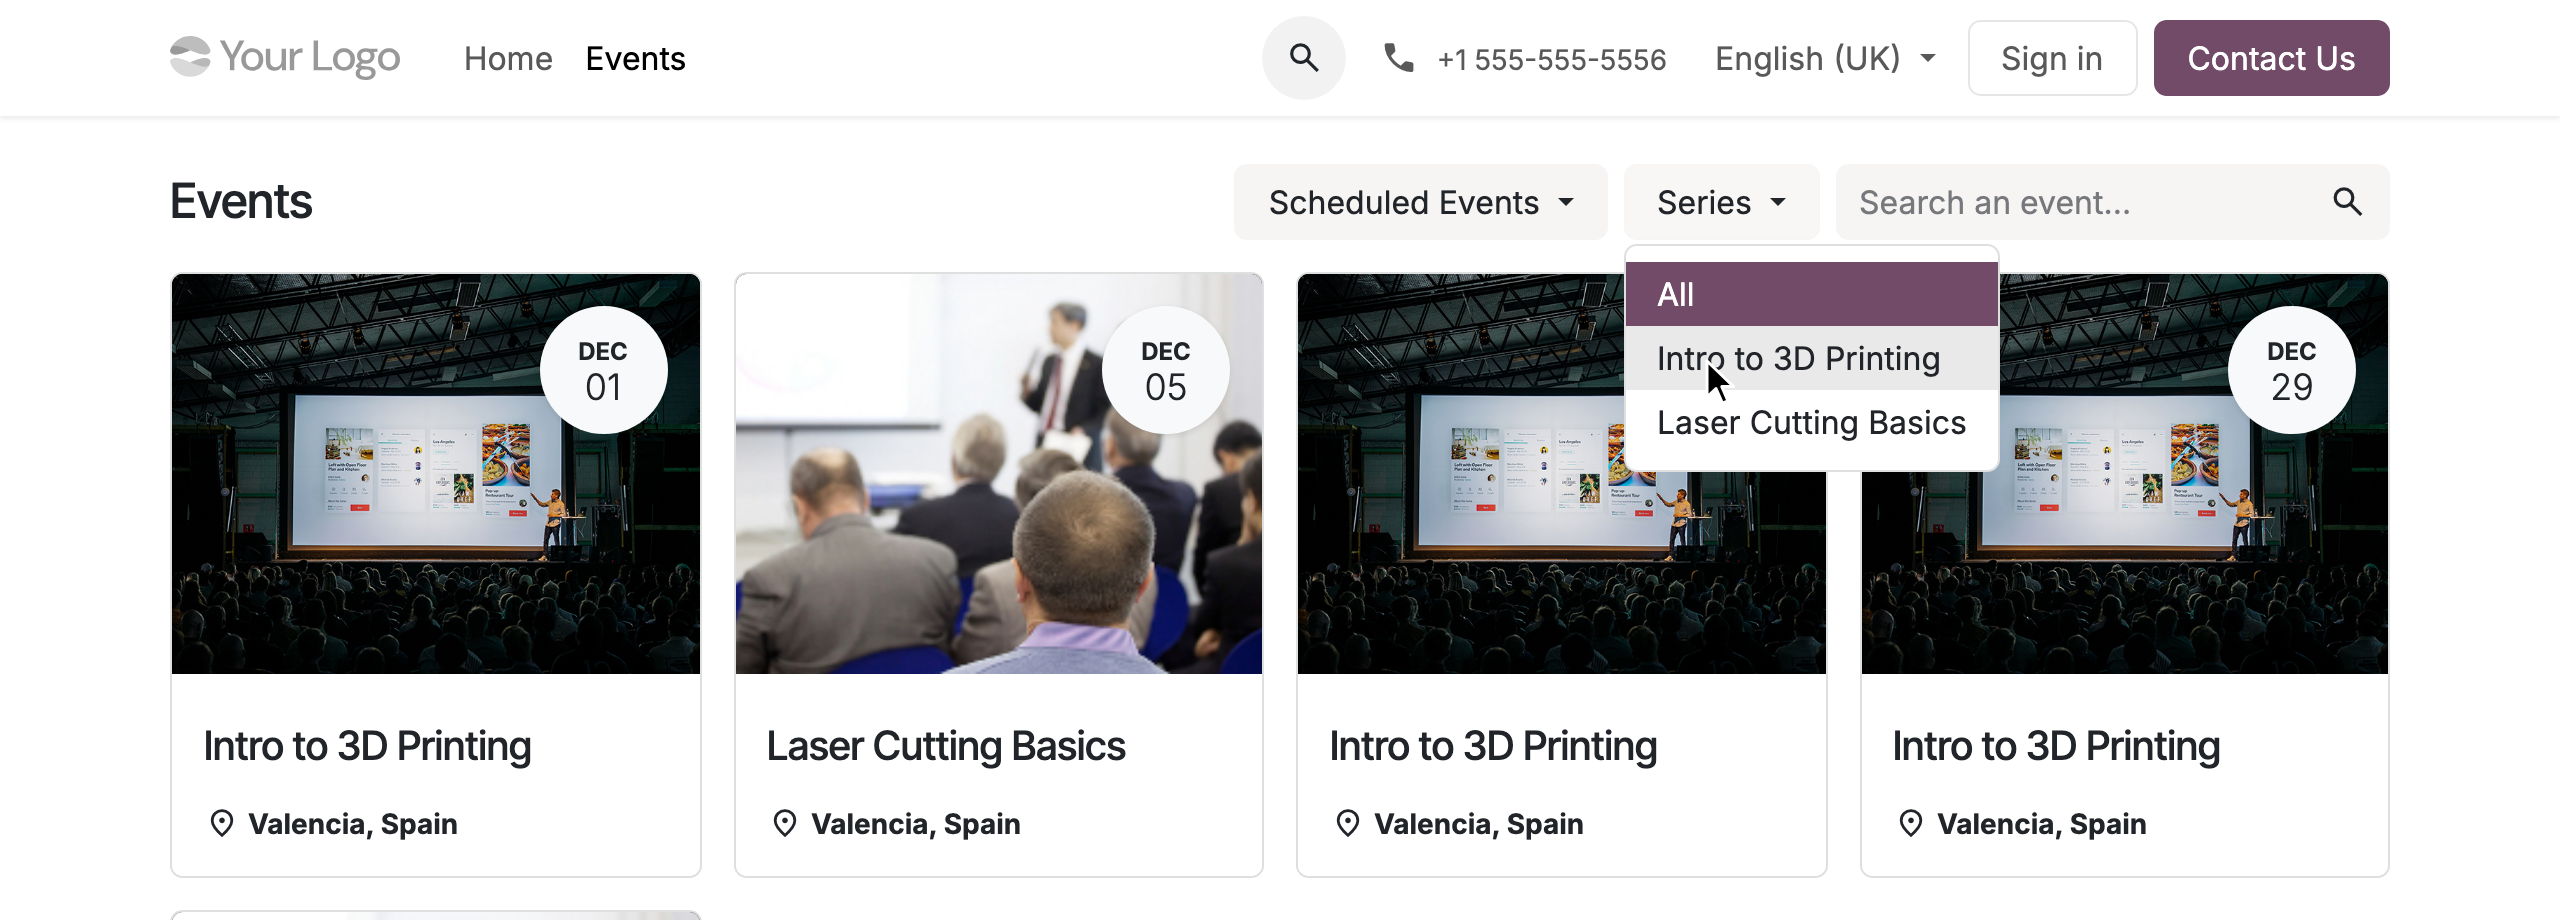 Your Logo
Home
Events
+1 555-555-5556
English (UK)
Sign in
Contact Us
Events
Scheduled Events
Series
Search an event...
All
Intro to 3D Printing
Laser Cutting Basics
DEC
01
DEC
05
DEC
29
Intro to 3D Printing
Valencia, Spain
Laser Cutting Basics
Valencia, Spain
Intro to 3D Printing
Valencia, Spain
Intro to 3D Printing
Valencia, Spain